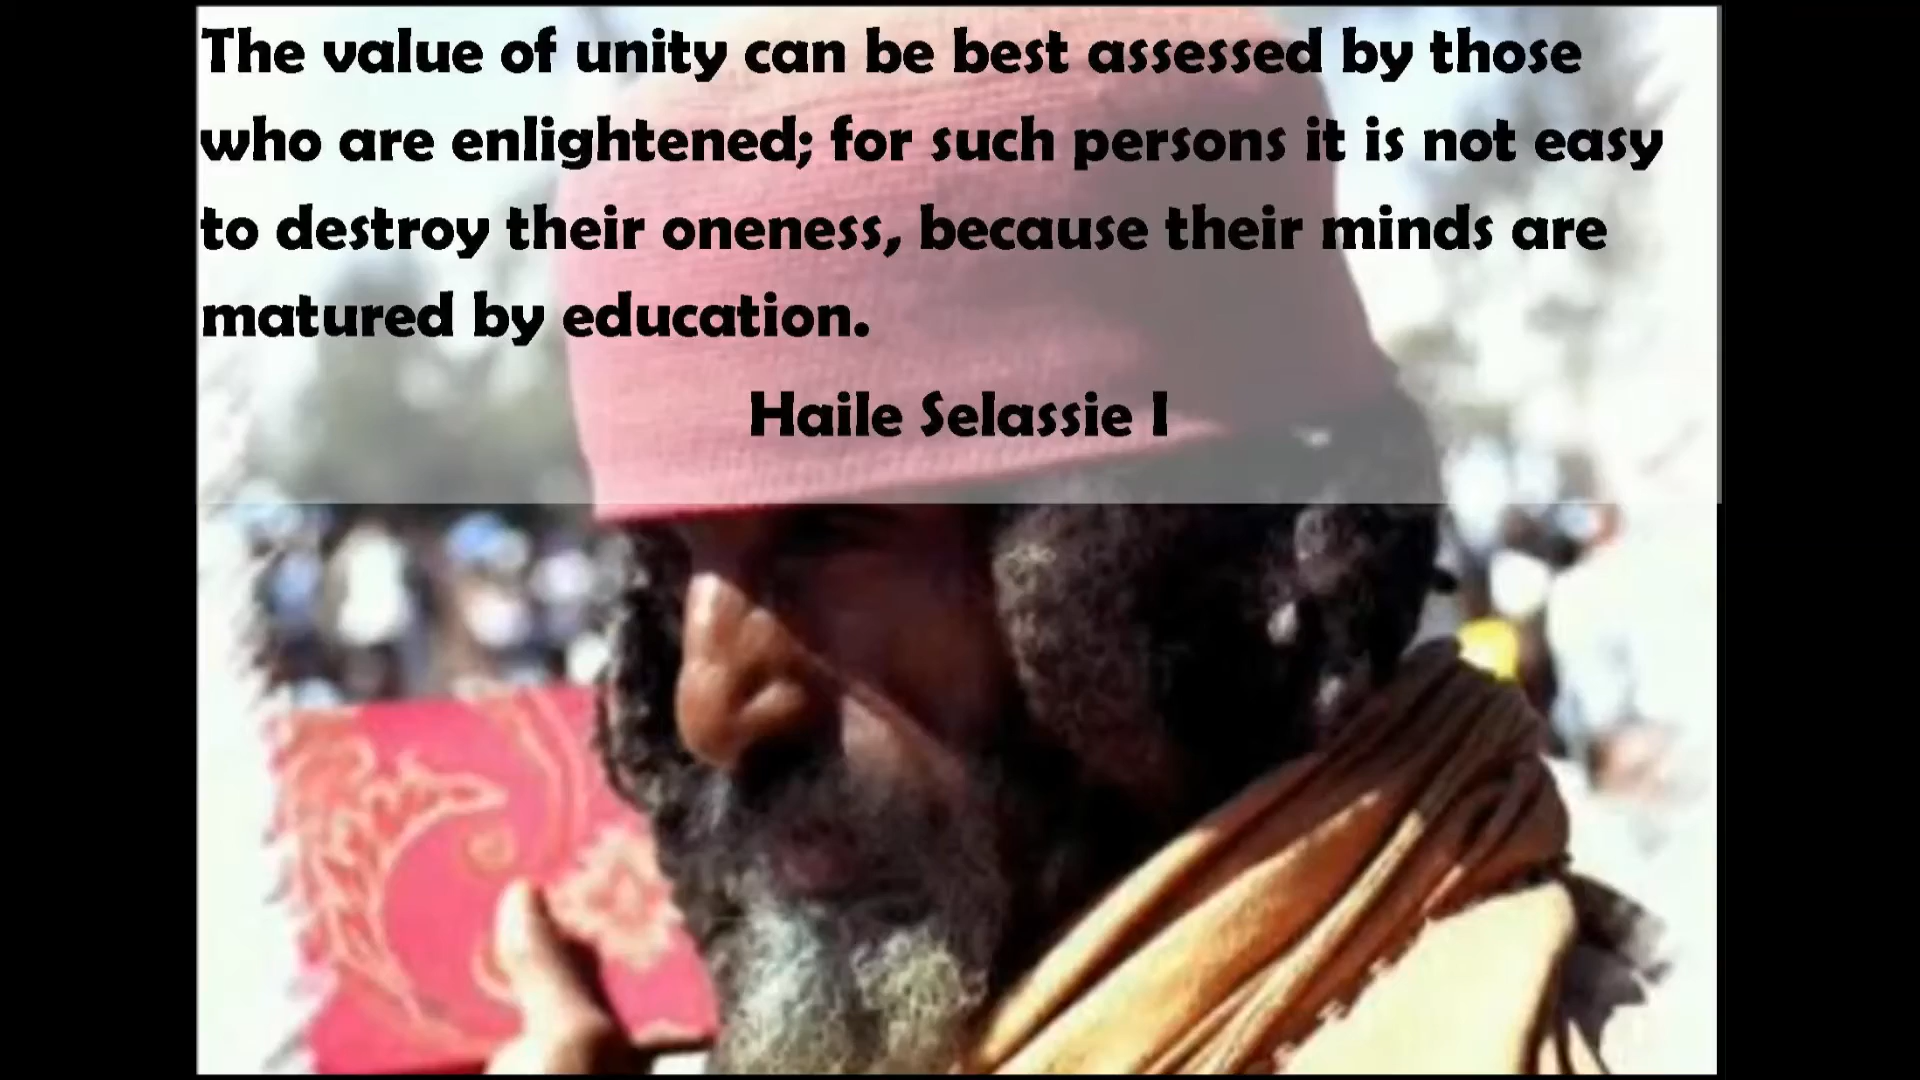 The value of unity can be best assessed by those
who are enlightened; for such persons it is not easy
to destroy their oneness, because their minds are
matured by education.
Haile Selassie I